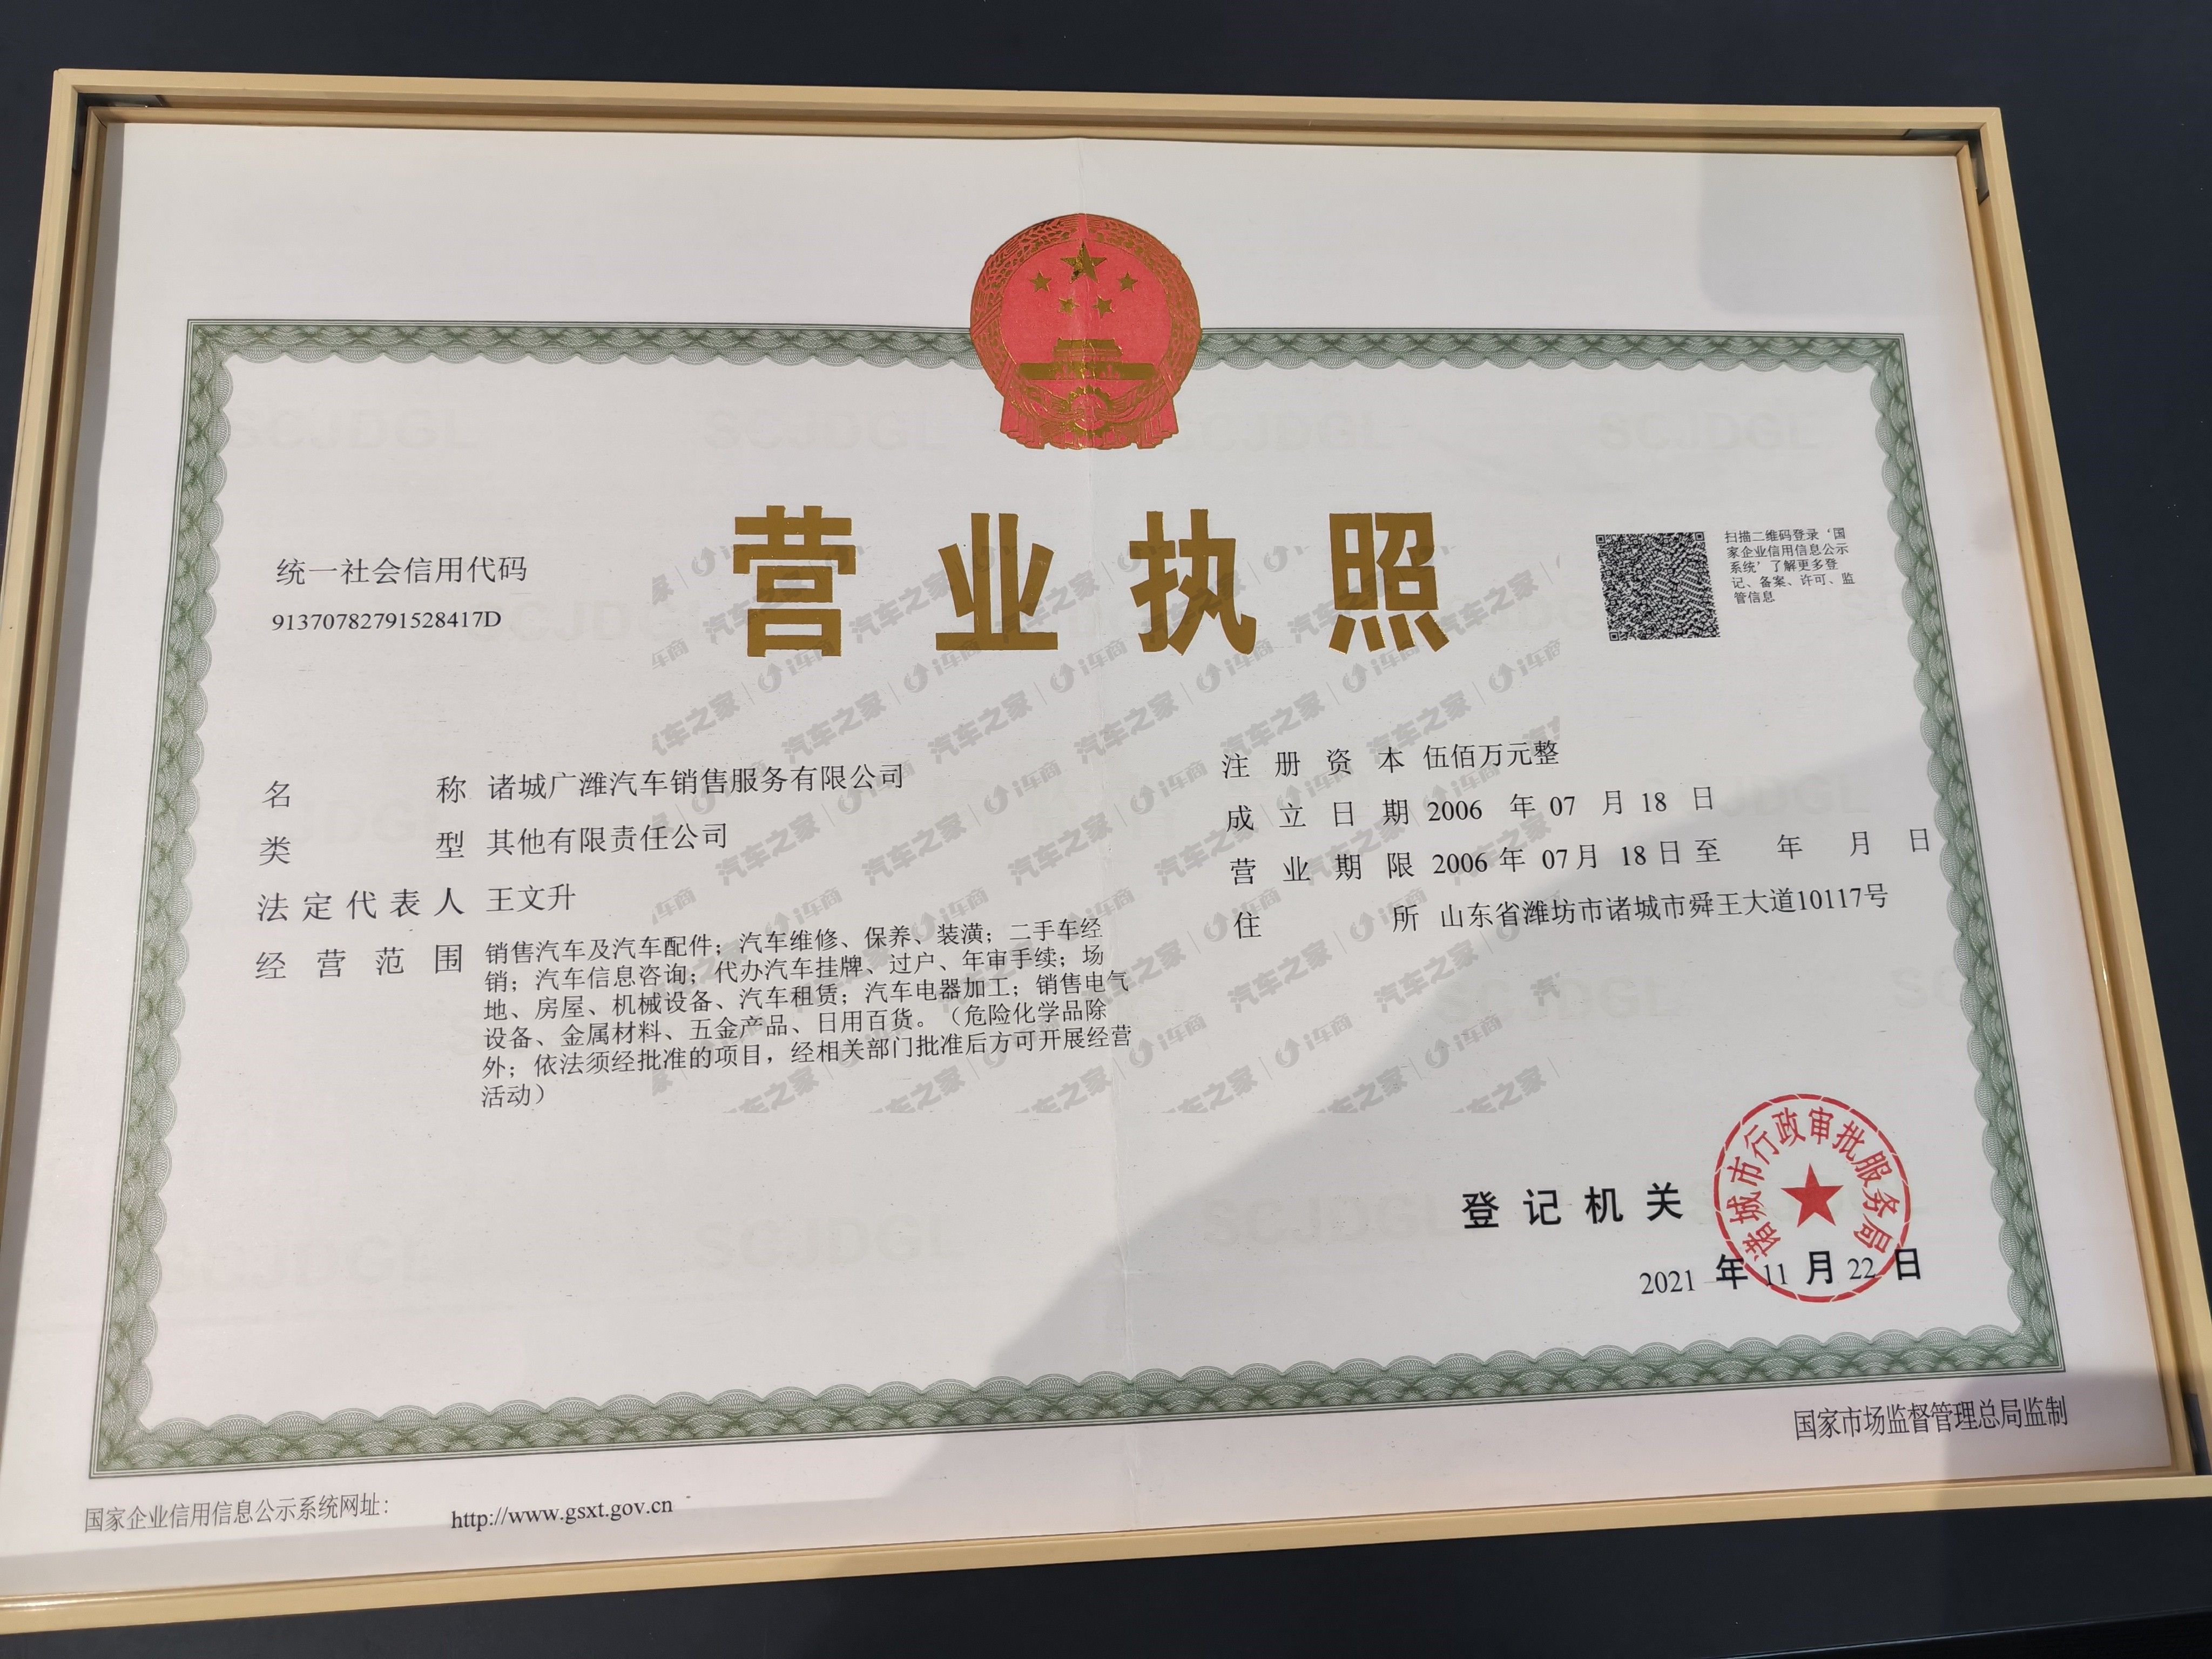 营业执照
统一社会信用代码
91370782791528417D
扫描二维码登录‘国
家企业信用信息公示
系统’了解更多登
记、备案、许可、监
管信息
名称 诸城广潍汽车销售服务有限公司
类型 其他有限责任公司
法定代表人 王文升
经营范围 销售汽车及汽车配件；汽车维修、保养、装潢；二手车经
销；汽车信息咨询；代办汽车挂牌、过户、年审手续；场
地、房屋、机械设备、汽车租赁；汽车电器加工；销售电气
设备、金属材料、五金产品、日用百货。（危险化学品除
外；依法须经批准的项目，经相关部门批准后方可开展经营
活动）
注册资本 伍佰万元整
成立日期 2006 年 07 月 18 日
营业期限 2006 年 07 月 18 日 至 年 月 日
住所 山东省潍坊市诸城市舜王大道10117号
登记机关
诸城市行政审批服务局
2021 年 11 月 22 日
国家企业信用信息公示系统网址： http://www.gsxt.gov.cn
国家市场监督管理总局监制
SCJDGL
汽车之家 | i车商